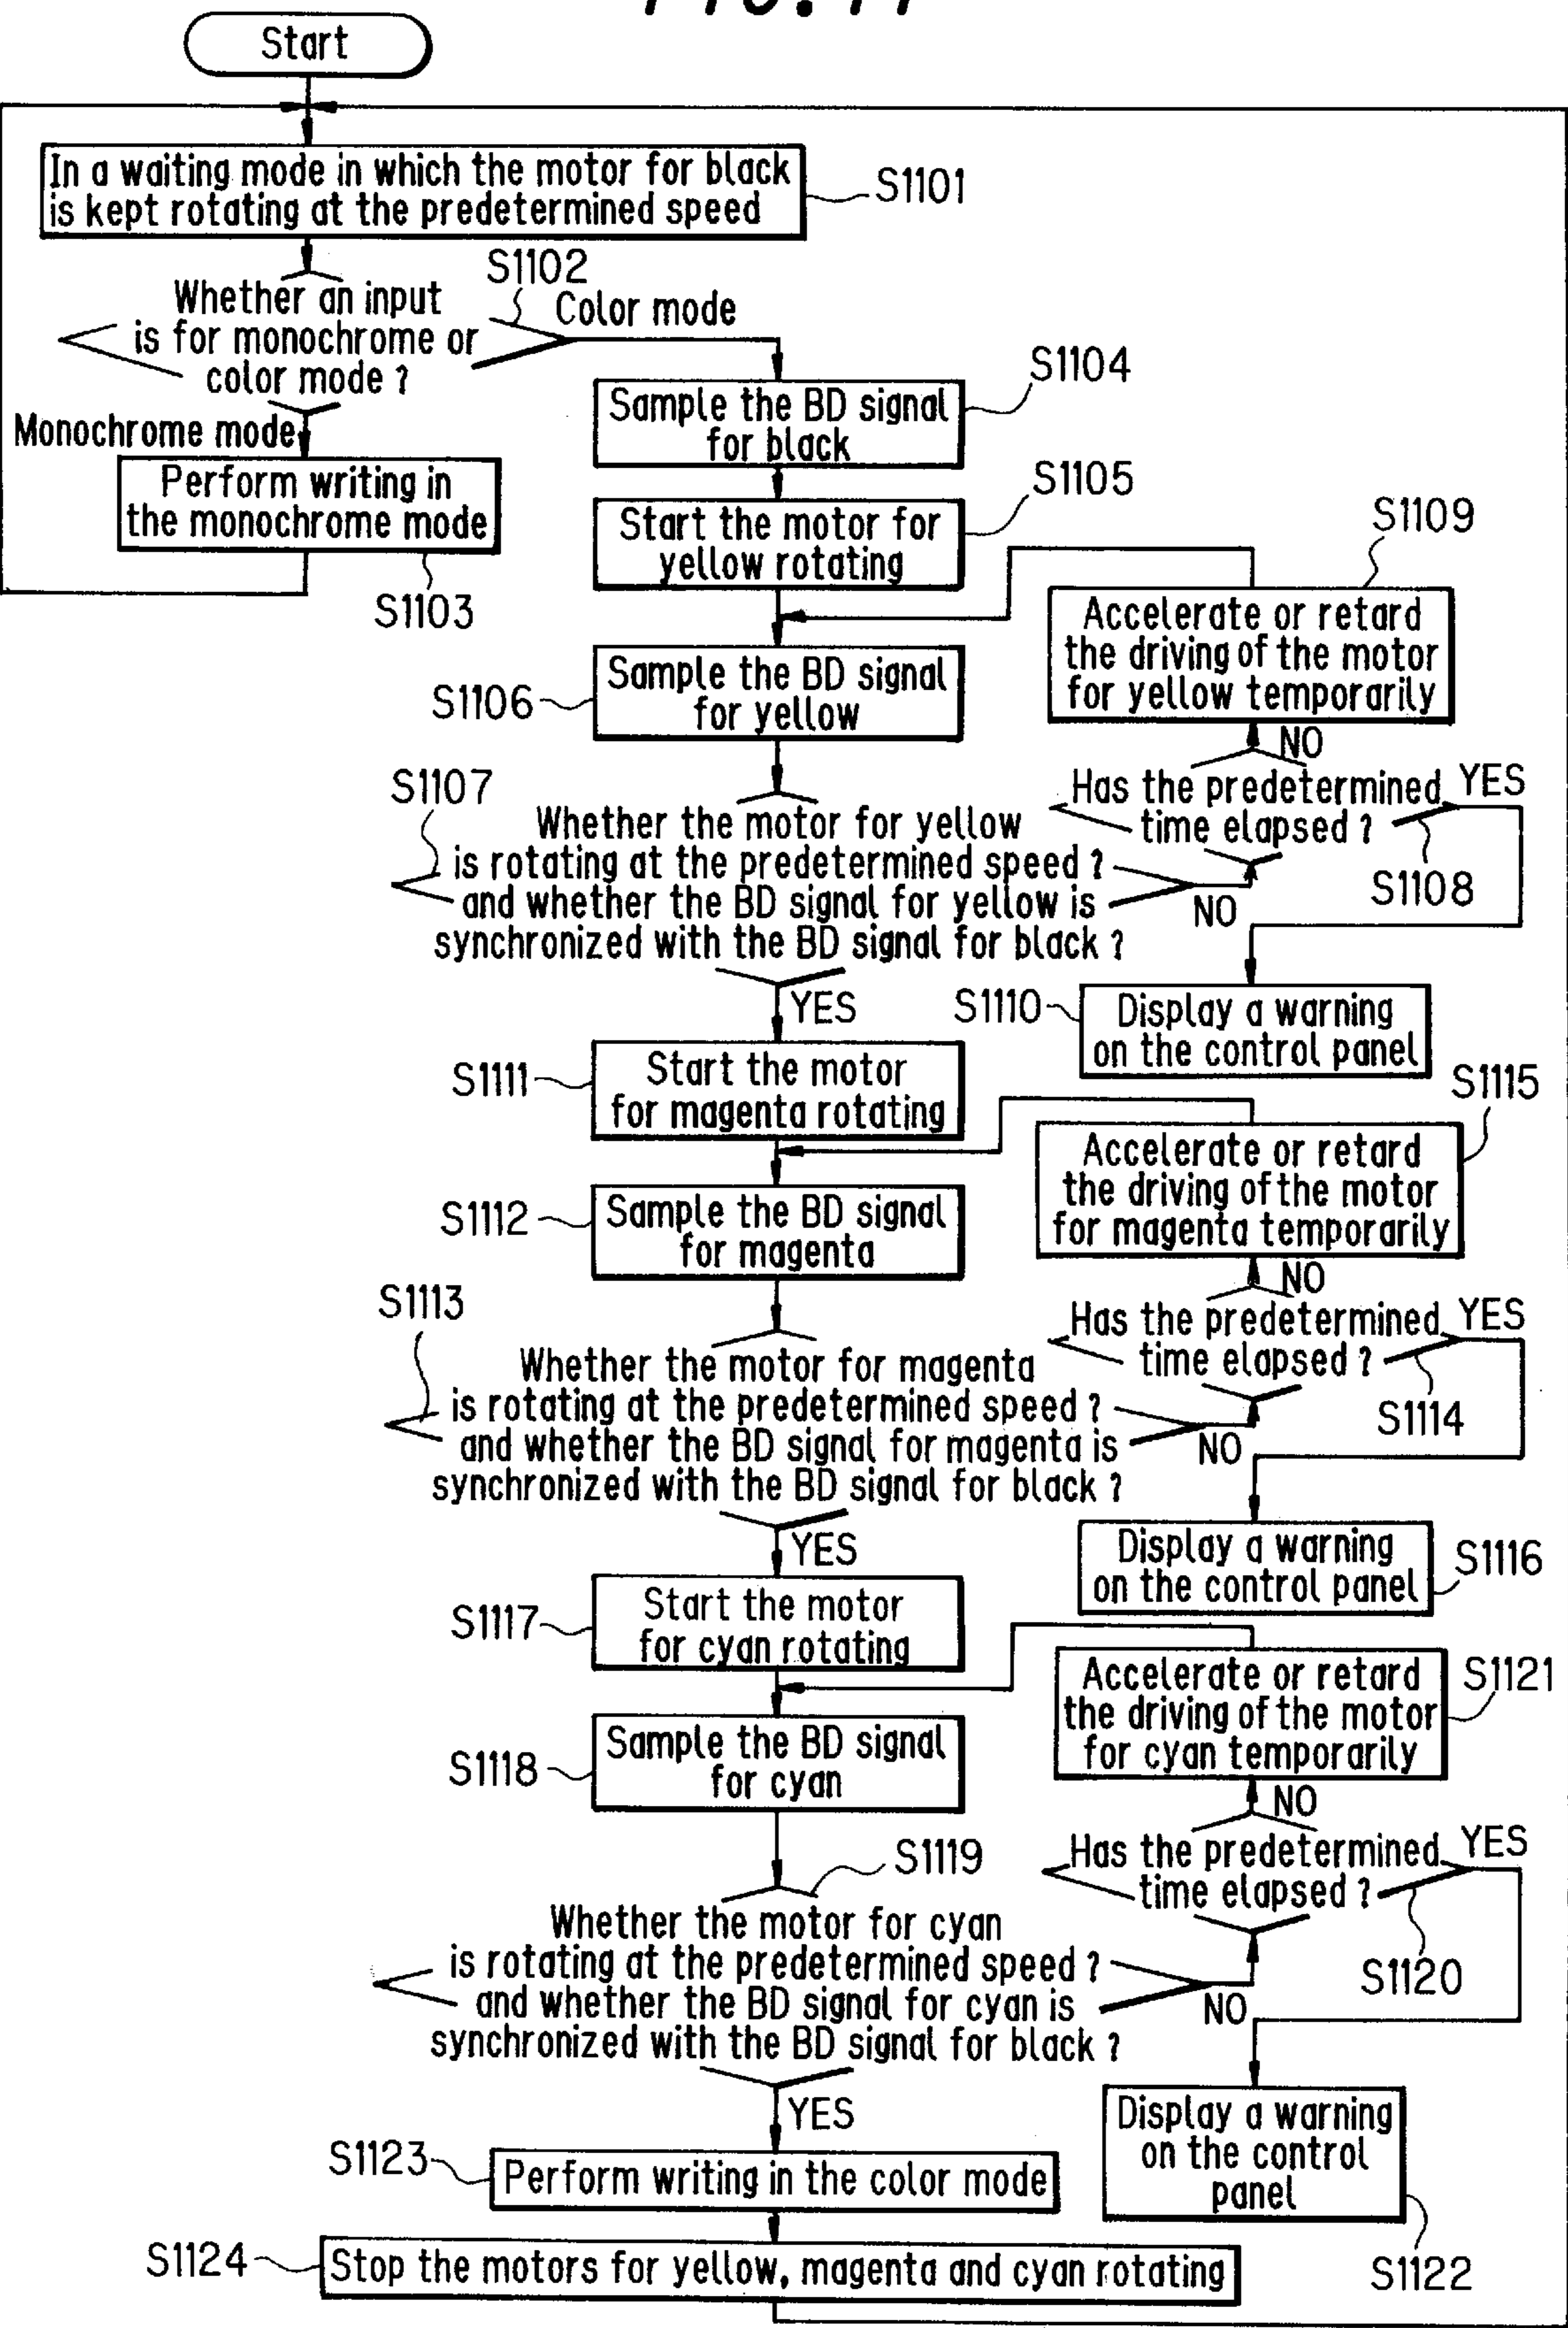 Start
In a waiting mode in which the motor for black
is kept rotating at the predetermined speed
S1101
S1102
Whether an input
is for monochrome or
color mode ?
Color mode
Monochrome mode
Perform writing in
the monochrome mode
S1103
Sample the BD signal
for black
S1104
Start the motor for
yellow rotating
S1105
S1109
Accelerate or retard
the driving of the motor
for yellow temporarily
Sample the BD signal
for yellow
S1106
NO
S1107
Has the predetermined
time elapsed ?
YES
S1108
Whether the motor for yellow
is rotating at the predetermined speed ?
and whether the BD signal for yellow is
synchronized with the BD signal for black ?
NO
YES
S1110
Display a warning
on the control panel
S1111
Start the motor
for magenta rotating
S1115
Accelerate or retard
the driving of the motor
for magenta temporarily
S1112
Sample the BD signal
for magenta
NO
S1113
Has the predetermined
time elapsed ?
YES
S1114
Whether the motor for magenta
is rotating at the predetermined speed ?
and whether the BD signal for magenta is
synchronized with the BD signal for black ?
NO
YES
Display a warning
on the control panel
S1116
S1117
Start the motor
for cyan rotating
Accelerate or retard
the driving of the motor
for cyan temporarily
S1121
S1118
Sample the BD signal
for cyan
NO
S1119
Has the predetermined
time elapsed ?
YES
S1120
Whether the motor for cyan
is rotating at the predetermined speed ?
and whether the BD signal for cyan is
synchronized with the BD signal for black ?
NO
YES
Display a warning
on the control
panel
S1122
S1123
Perform writing in the color mode
S1124
Stop the motors for yellow, magenta and cyan rotating